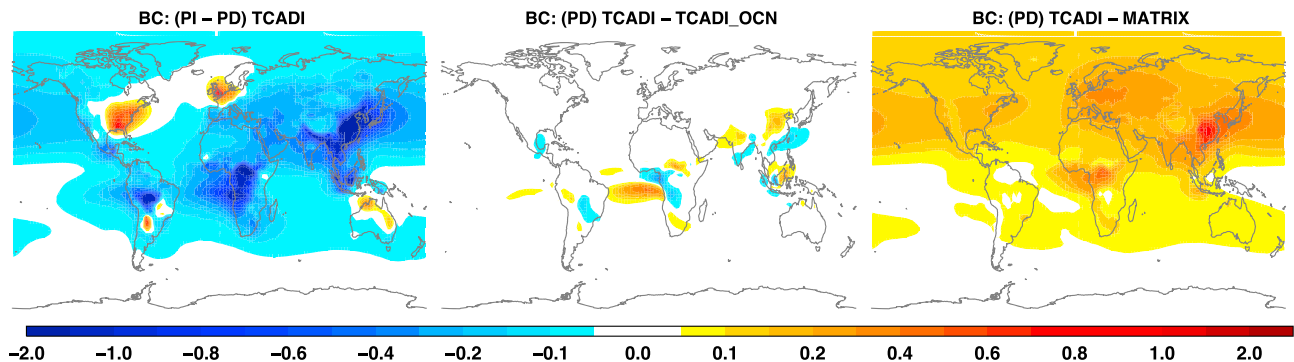 BC: (PI – PD) TCADI
BC: (PD) TCADI – TCADI_OCN
BC: (PD) TCADI – MATRIX
–2.0 –1.0 –0.8 –0.6 –0.4 –0.2 –0.1 0.0 0.1 0.2 0.4 0.6 0.8 1.0 2.0